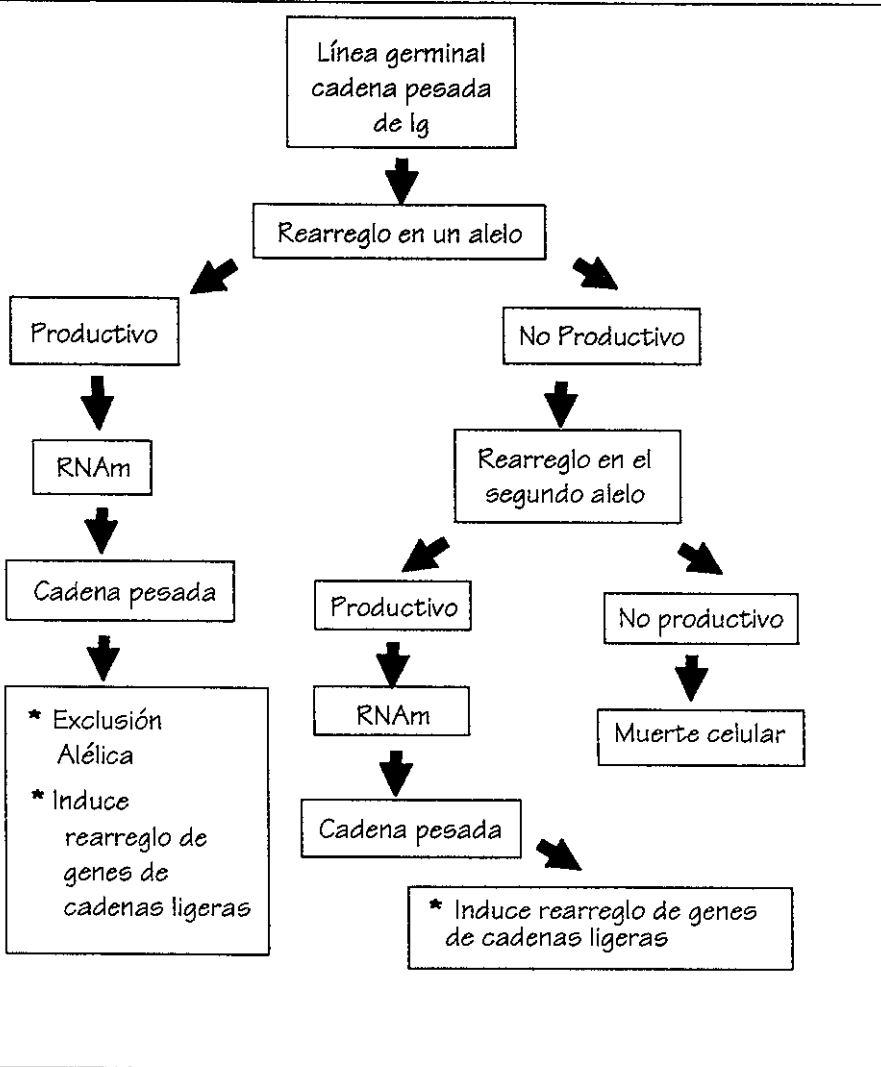 Línea germinal
cadena pesada
de Ig
Rearreglo en un alelo
Productivo
No Productivo
RNAm
Rearreglo en el
segundo alelo
Cadena pesada
Productivo
No productivo
* Exclusión
Alélica
* Induce
rearreglo de
genes de
cadenas ligeras
RNAm
Muerte celular
Cadena pesada
* Induce rearreglo de genes
de cadenas ligeras